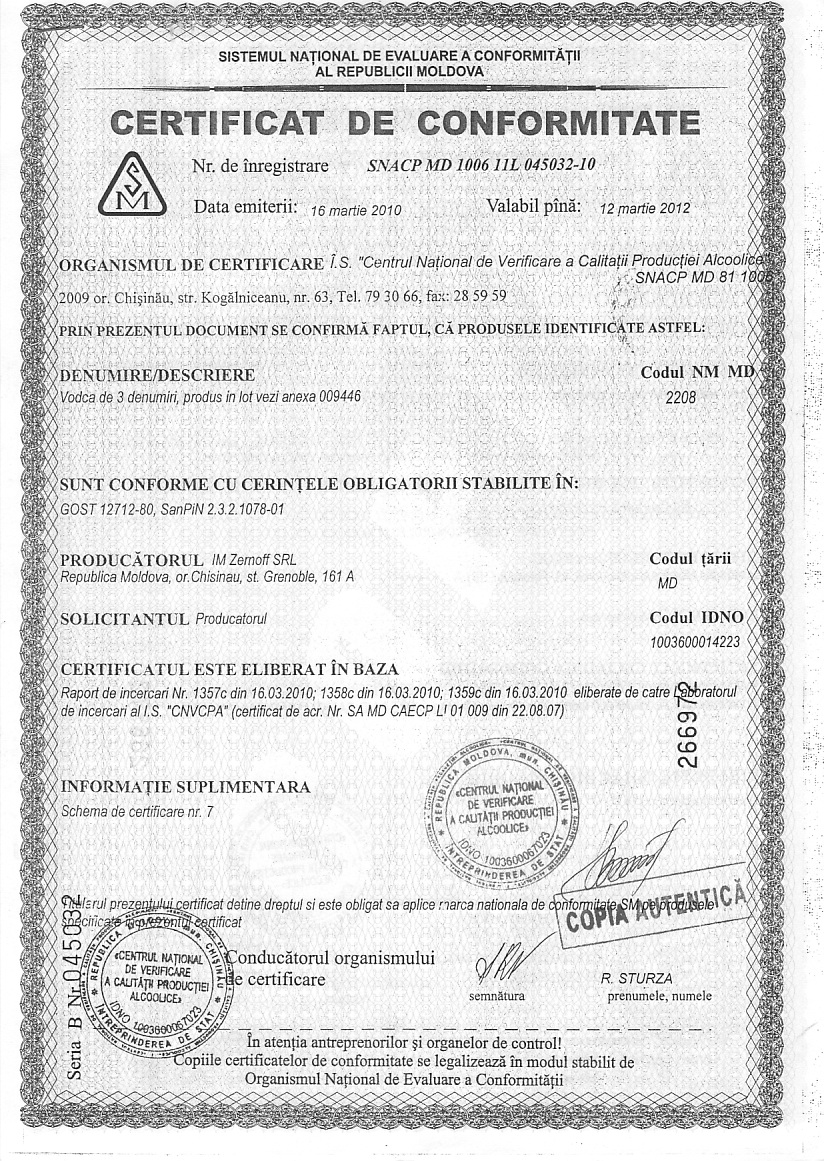 SISTEMUL NAȚIONAL DE EVALUARE A CONFORMITĂȚII
AL REPUBLICII MOLDOVA
CERTIFICAT DE CONFORMITATE
SM
Nr. de înregistrare SNACP MD 1006 11L 045032-10
Data emiterii: 16 martie 2010 Valabil pînă: 12 martie 2012
ORGANISMUL DE CERTIFICARE Î.S. "Centrul Național de Verificare a Calitații Producției Alcoolice
SNACP MD 81 1006
2009 or. Chișinău, str. Kogălniceanu, nr. 63, Tel. 79 30 66, fax: 28 59 59
PRIN PREZENTUL DOCUMENT SE CONFIRMĂ FAPTUL, CĂ PRODUSELE IDENTIFICATE ASTFEL:
DENUMIRE/DESCRIERE Codul NM MD
Vodca de 3 denumiri, produs in lot vezi anexa 009446 2208
SUNT CONFORME CU CERINȚELE OBLIGATORII STABILITE ÎN:
GOST 12712-80, SanPiN 2.3.2.1078-01
PRODUCĂTORUL IM Zernoff SRL Codul țării
Republica Moldova, or.Chisinau, st. Grenoble, 161 A MD
SOLICITANTUL Producatorul Codul IDNO
1003600014223
CERTIFICATUL ESTE ELIBERAT ÎN BAZA
Raport de incercari Nr. 1357c din 16.03.2010; 1358c din 16.03.2010; 1359c din 16.03.2010 eliberate de catre Laboratorul
de incercari al I.S. "CNVCPA" (certificat de acr. Nr. SA MD CAECP LI 01 009 din 22.08.07)
266972
INFORMAȚIE SUPLIMENTARA
Schema de certificare nr. 7
REPUBLICA MOLDOVA, mun. CHIȘINĂU
«CENTRUL NAȚIONAL
DE VERIFICARE
A CALITĂȚII PRODUCȚIEI
ALCOOLICE»
IDNO 1003600067023
ÎNTREPRINDEREA DE STAT
COPIA AUTENTICĂ
Titularul prezentului certificat detine dreptul si este obligat sa aplice marca nationala de conformitate SM pe produsele
specificate in prezentul certificat
REPUBLICA MOLDOVA, mun. CHIȘINĂU
«CENTRUL NAȚIONAL
DE VERIFICARE
A CALITĂȚII PRODUCȚIEI
ALCOOLICE»
IDNO 1003600067023
ÎNTREPRINDEREA DE STAT
Seria B Nr. 045032
Conducătorul organismului
de certificare
R. STURZA
semnătura prenumele, numele
În atenția antreprenorilor și organelor de control!
Copiile certificatelor de conformitate se legalizează în modul stabilit de
Organismul Național de Evaluare a Conformității